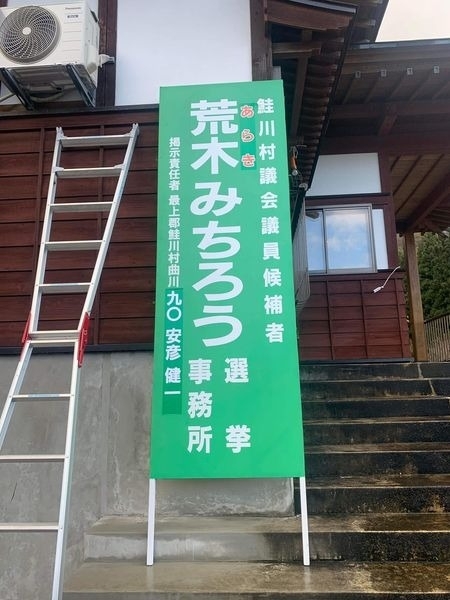 鮭川村議会議員候補者
あらき
荒木みちろう
選挙
事務所
掲示責任者 最上郡鮭川村曲川九〇 安彦 健一
Panasonic